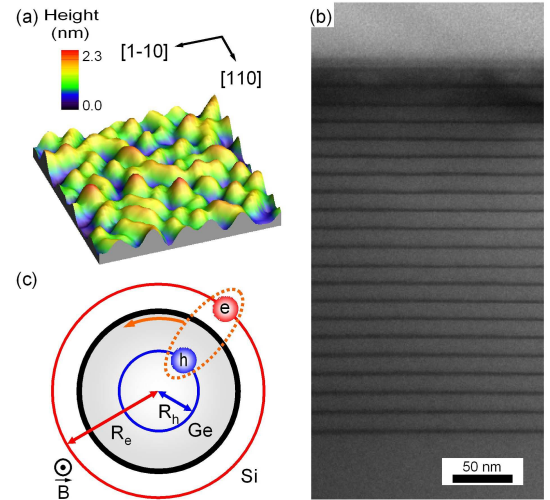 (a)
Height
(nm)
2.3
0.0
[1-10]
[110]
(b)
50 nm
(c)
e
h
R_h
R_e
Ge
Si
B